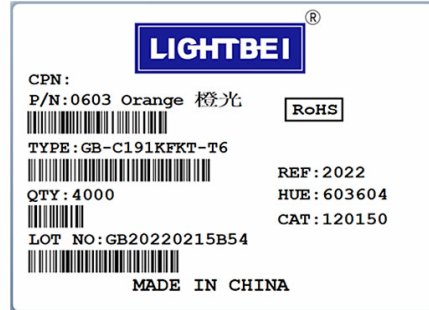 LIGHTBEI ®
CPN:
P/N:0603 Orange 橙光
RoHS
TYPE:GB-C191KFKT-T6
REF:2022
QTY:4000
HUE:603604
CAT:120150
LOT NO:GB20220215B54
MADE IN CHINA